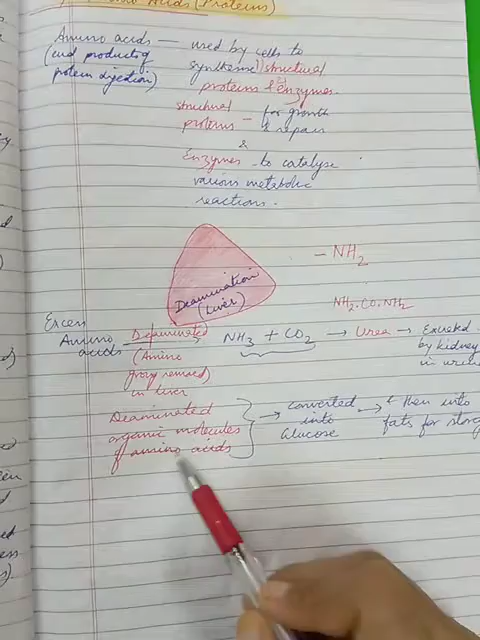 Amino Acids (Proteins)
Amino acids — used by cells to
(end products of synthesise structural
protein digestion) proteins & enzymes.
structural — for growth
proteins & repair
&
Enzymes - to catalyse
various metabolic
reactions.
- NH2
Deamination
(Liver)
NH2.CO.NH2
Excess
Amino acids Deaminated NH3 + CO2 → Urea → Excreted
(Amino by kidney
group removed in urine
in liver
Deaminated
organic molecules → converted → & then into
of amino acids into fats for
Glucose